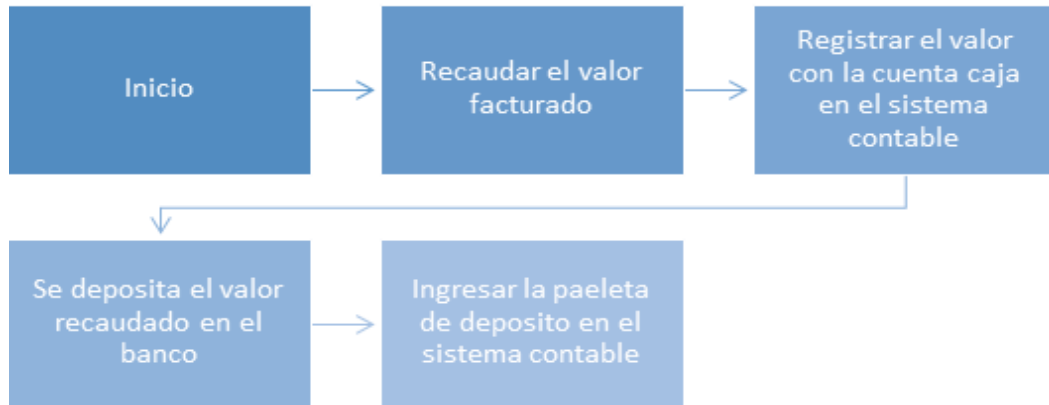 Inicio
Recaudar el valor
facturado
Registrar el valor
con la cuenta caja
en el sistema
contable
Se deposita el valor
recaudado en el
banco
Ingresar la paeleta
de deposito en el
sistema contable